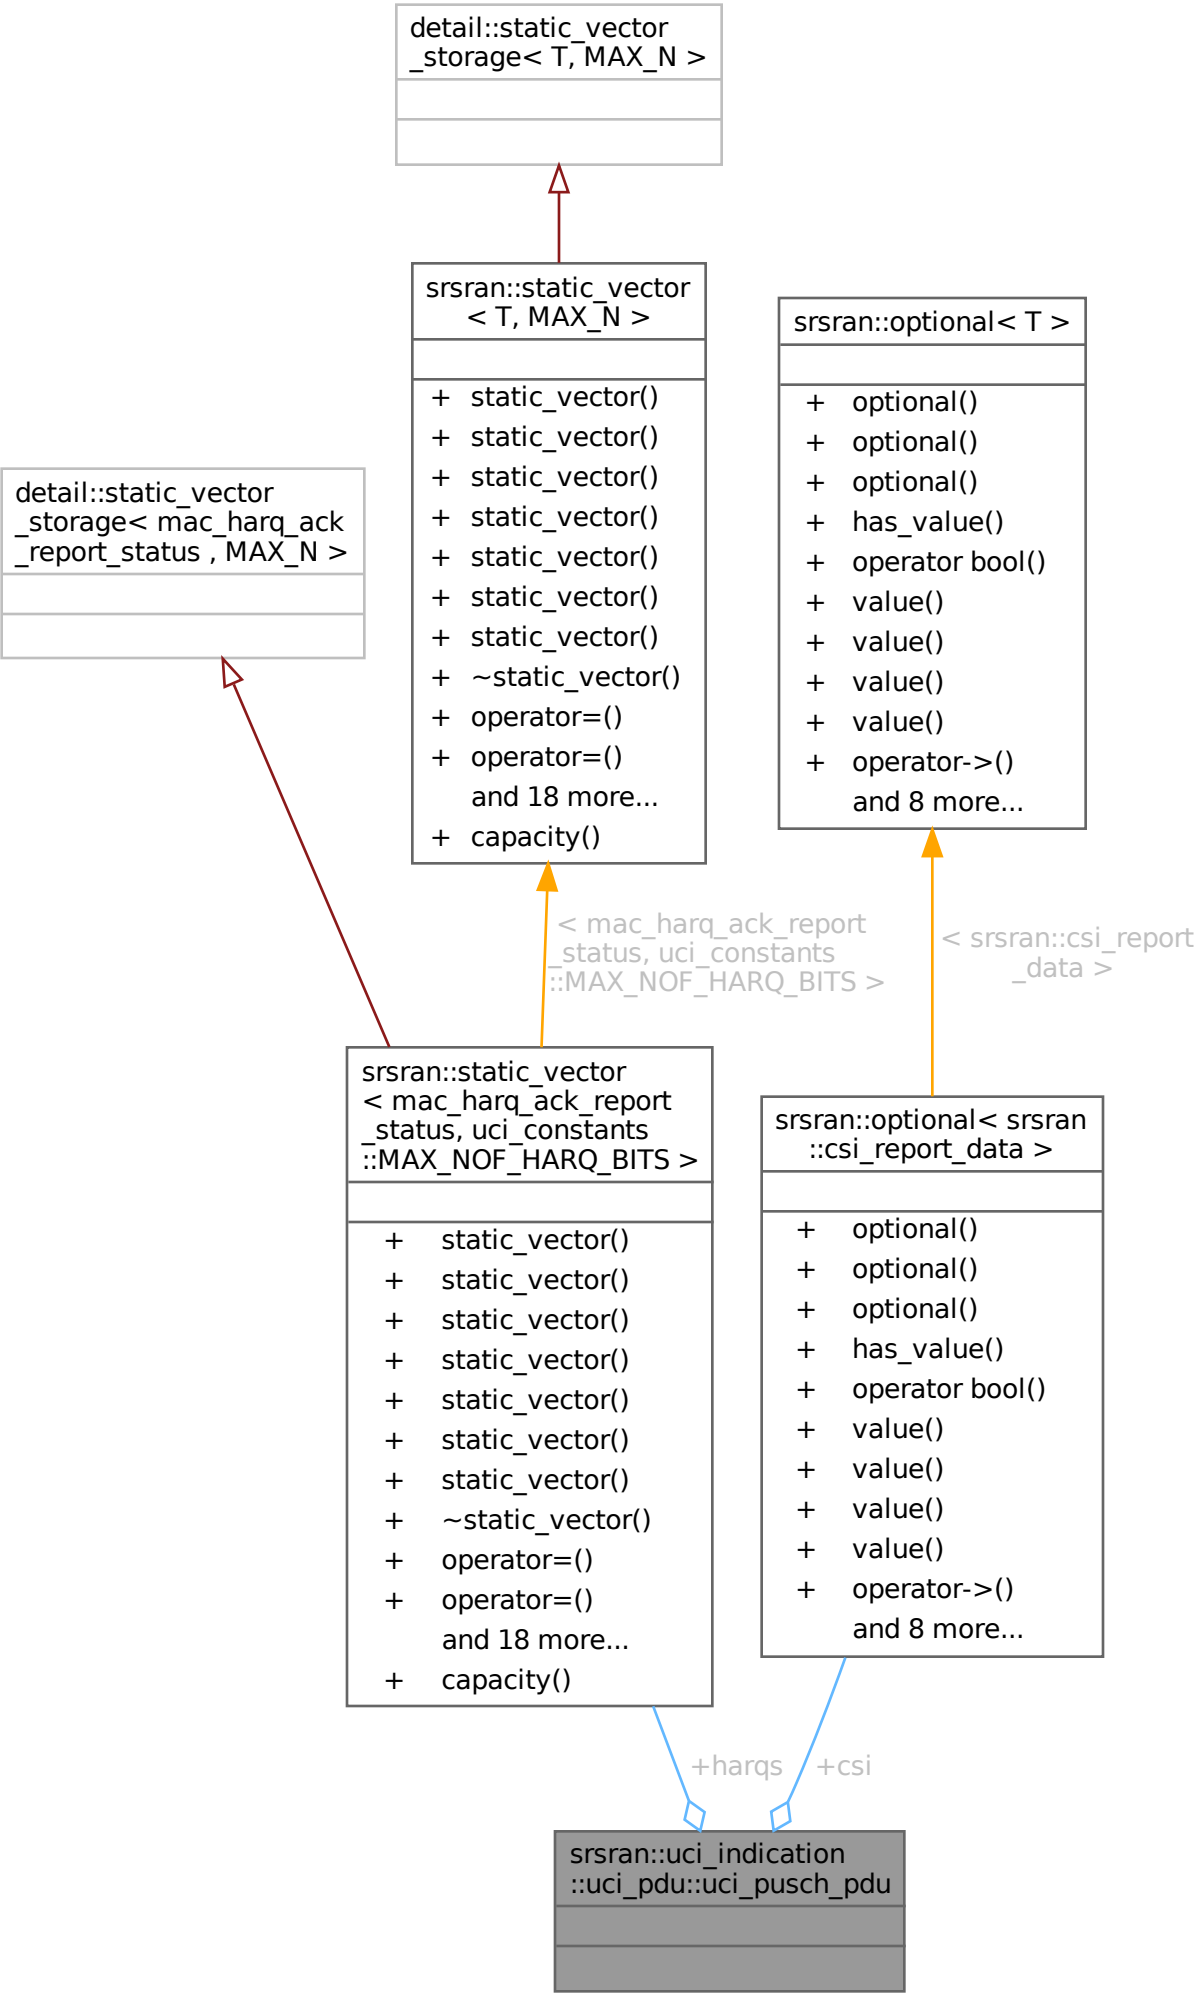 detail::static_vector
_storage< T, MAX_N >
srsran::static_vector
< T, MAX_N >
+ static_vector()
+ static_vector()
+ static_vector()
+ static_vector()
+ static_vector()
+ static_vector()
+ static_vector()
+ ~static_vector()
+ operator=()
+ operator=()
and 18 more...
+ capacity()
srsran::optional< T >
+ optional()
+ optional()
+ optional()
+ has_value()
+ operator bool()
+ value()
+ value()
+ value()
+ value()
+ operator->()
and 8 more...
detail::static_vector
_storage< mac_harq_ack
_report_status , MAX_N >
< mac_harq_ack_report
_status, uci_constants
::MAX_NOF_HARQ_BITS >
< srsran::csi_report
_data >
srsran::static_vector
< mac_harq_ack_report
_status, uci_constants
::MAX_NOF_HARQ_BITS >
+ static_vector()
+ static_vector()
+ static_vector()
+ static_vector()
+ static_vector()
+ static_vector()
+ static_vector()
+ ~static_vector()
+ operator=()
+ operator=()
and 18 more...
+ capacity()
srsran::optional< srsran
::csi_report_data >
+ optional()
+ optional()
+ optional()
+ has_value()
+ operator bool()
+ value()
+ value()
+ value()
+ value()
+ operator->()
and 8 more...
+harqs
+csi
srsran::uci_indication
::uci_pdu::uci_pusch_pdu